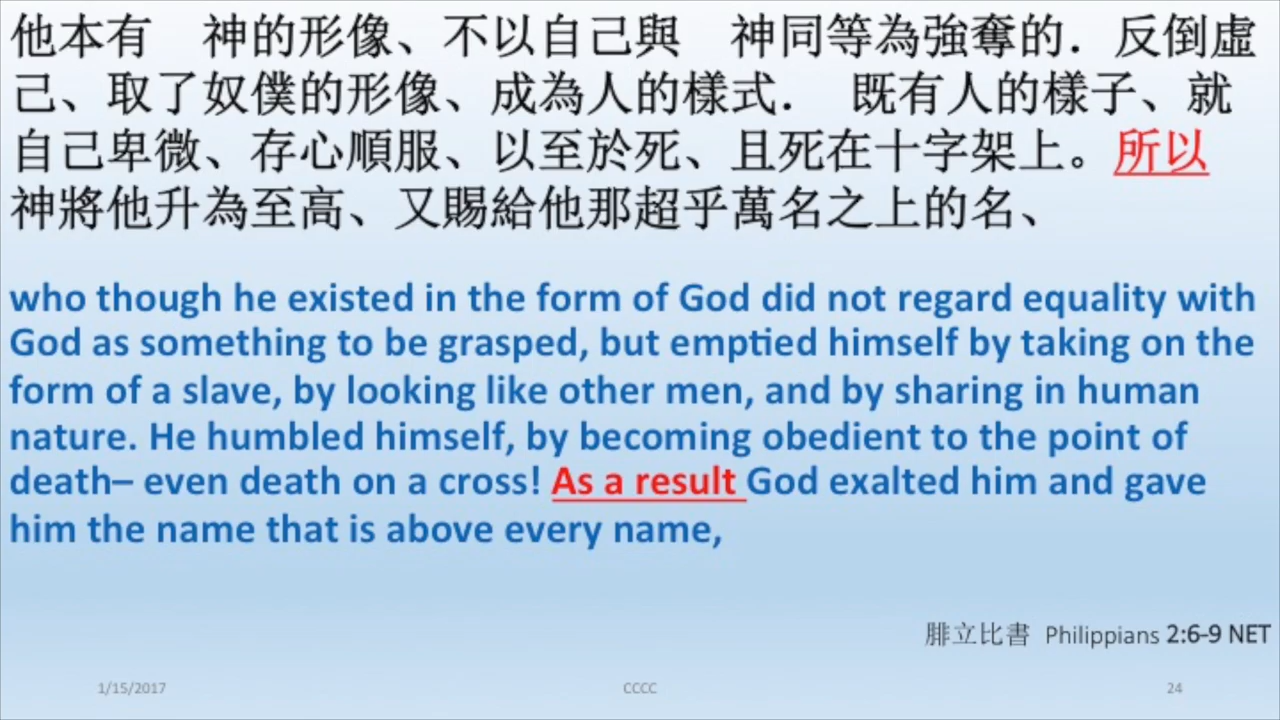 他本有　神的形像、不以自己與　神同等為強奪的．反倒虛
己、取了奴僕的形像、成為人的樣式．　既有人的樣子、就
自己卑微、存心順服、以至於死、且死在十字架上。所以
神將他升為至高、又賜給他那超乎萬名之上的名、
who though he existed in the form of God did not regard equality with
God as something to be grasped, but emptied himself by taking on the
form of a slave, by looking like other men, and by sharing in human
nature. He humbled himself, by becoming obedient to the point of
death– even death on a cross! As a result God exalted him and gave
him the name that is above every name,
腓立比書 Philippians 2:6-9 NET
1/15/2017 CCCC 24